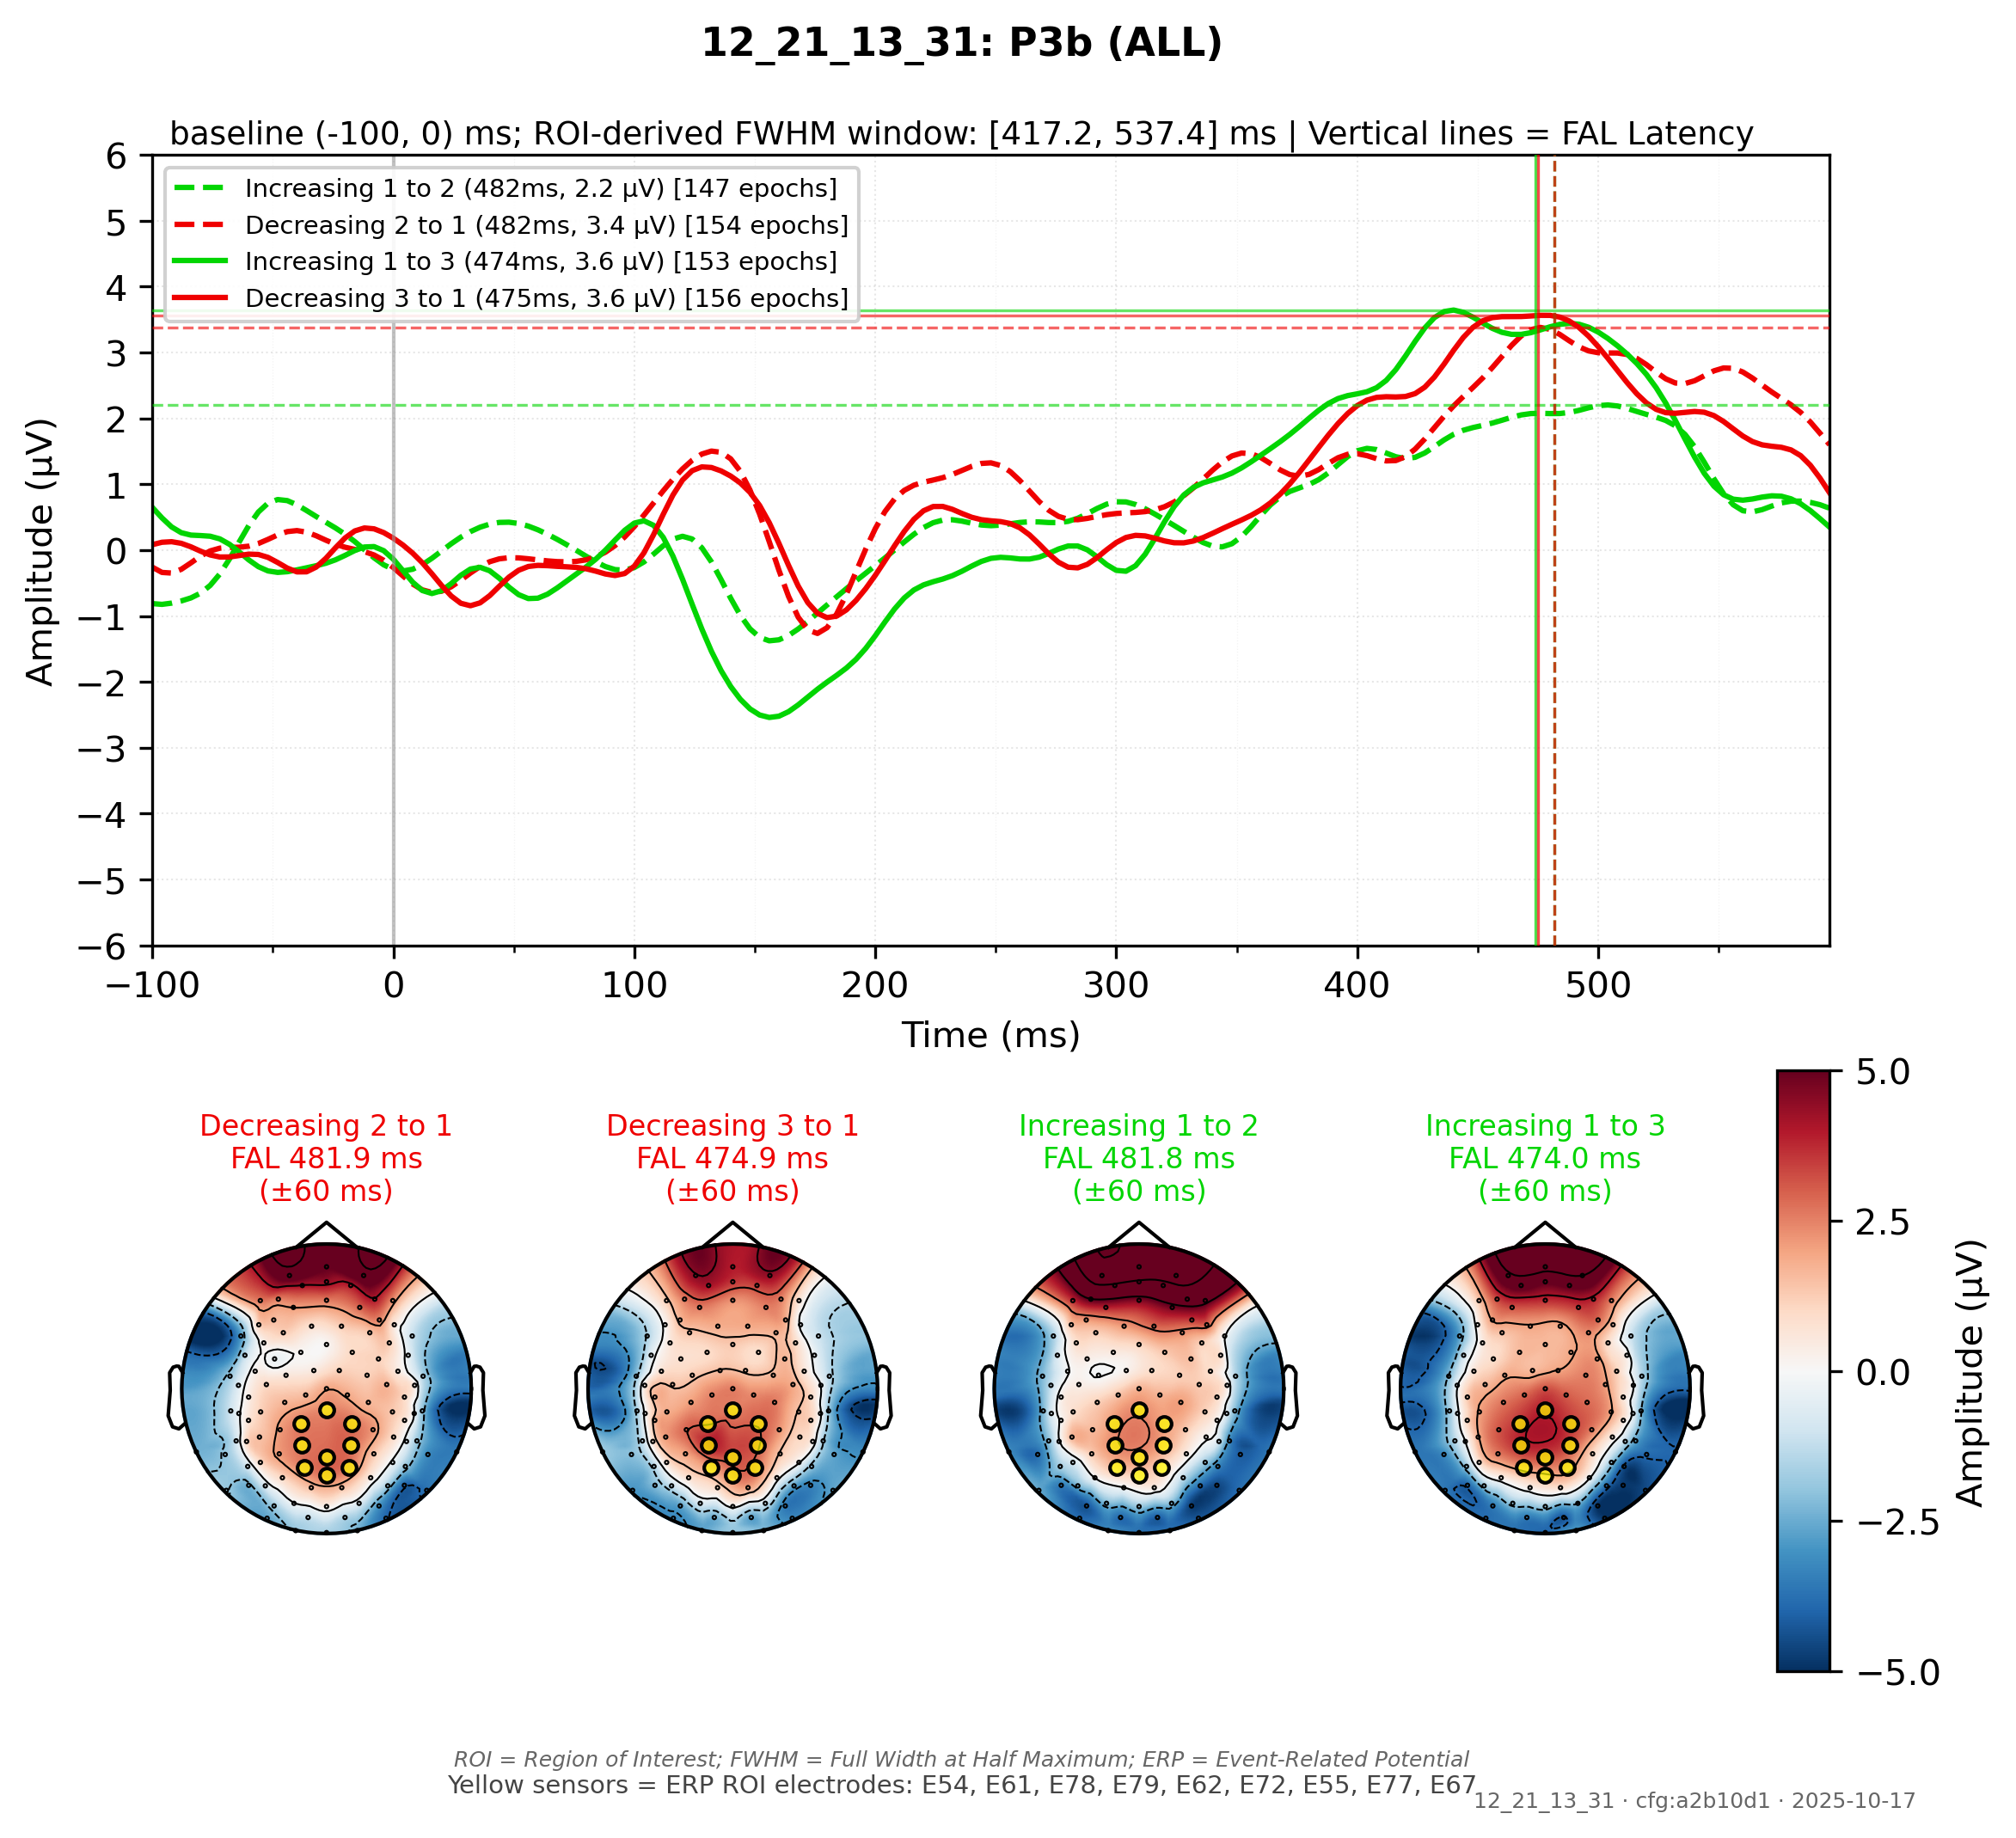 12_21_13_31: P3b (ALL)
baseline (-100, 0) ms; ROI-derived FWHM window: [417.2, 537.4] ms | Vertical lines = FAL Latency
Increasing 1 to 2 (482ms, 2.2 µV) [147 epochs]
Decreasing 2 to 1 (482ms, 3.4 µV) [154 epochs]
Increasing 1 to 3 (474ms, 3.6 µV) [153 epochs]
Decreasing 3 to 1 (475ms, 3.6 µV) [156 epochs]
Amplitude (µV)
6
5
4
3
2
1
0
−1
−2
−3
−4
−5
−6
−100 0 100 200 300 400 500
Time (ms)
Decreasing 2 to 1
FAL 481.9 ms
(±60 ms)
Decreasing 3 to 1
FAL 474.9 ms
(±60 ms)
Increasing 1 to 2
FAL 481.8 ms
(±60 ms)
Increasing 1 to 3
FAL 474.0 ms
(±60 ms)
5.0
2.5
0.0
−2.5
−5.0
Amplitude (µV)
ROI = Region of Interest; FWHM = Full Width at Half Maximum; ERP = Event-Related Potential
Yellow sensors = ERP ROI electrodes: E54, E61, E78, E79, E62, E72, E55, E77, E67
12_21_13_31 · cfg:a2b10d1 · 2025-10-17